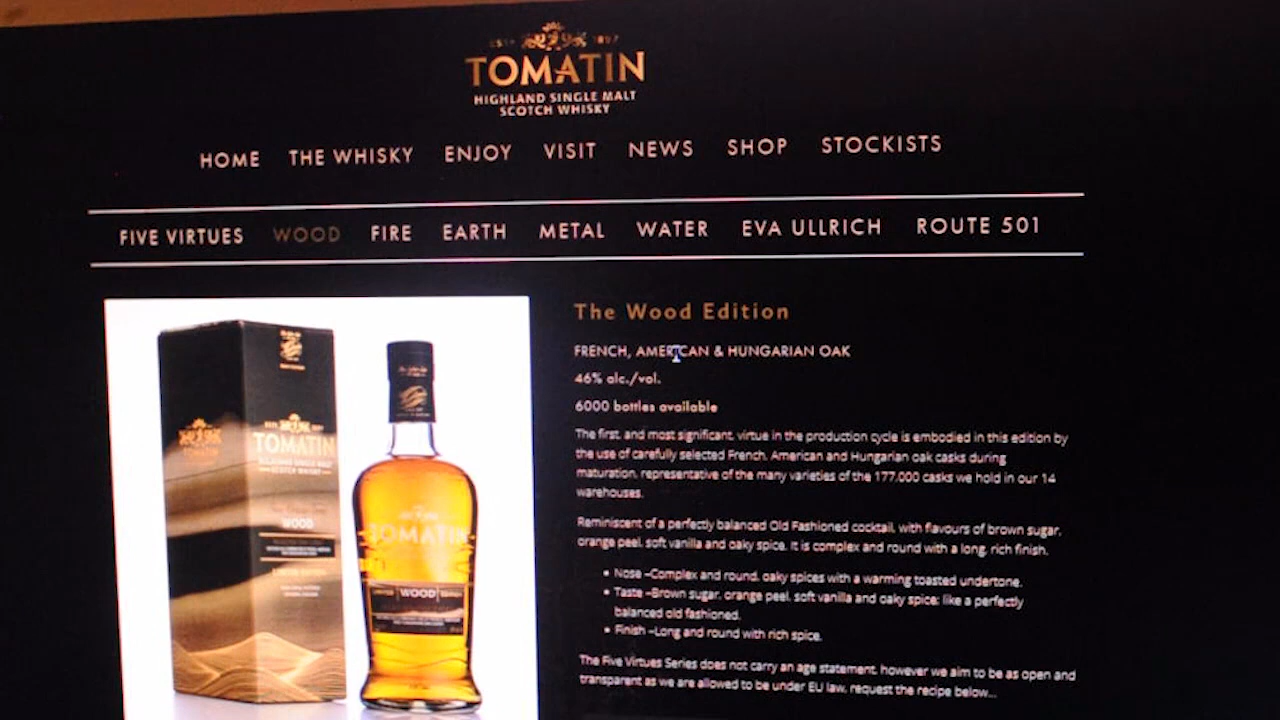 TOMATIN
HIGHLAND SINGLE MALT
SCOTCH WHISKY
HOME THE WHISKY ENJOY VISIT NEWS SHOP STOCKISTS
FIVE VIRTUES WOOD FIRE EARTH METAL WATER EVA ULLRICH ROUTE 501
The Wood Edition
FRENCH, AMERICAN & HUNGARIAN OAK
46% alc./vol.
6000 bottles available
The first, and most significant, virtue in the production cycle is embodied in this edition by
the use of carefully selected French, American and Hungarian oak casks during
maturation, representative of the many varieties of the 177,000 casks we hold in our 14
warehouses.
Reminiscent of a perfectly balanced Old Fashioned cocktail, with flavours of brown sugar,
orange peel, soft vanilla and oaky spice. It is complex and round with a long, rich finish.
• Nose –Complex and round, oaky spices with a warming toasted undertone.
• Taste –Brown sugar, orange peel, soft vanilla and oaky spice; like a perfectly
balanced old fashioned.
• Finish –Long and round with rich spice.
The Five Virtues Series does not carry an age statement, however we aim to be as open and
transparent as we are allowed to be under EU law, request the recipe below...
TOMATIN
HIGHLAND SINGLE MALT
SCOTCH WHISKY
WOOD
TOMATIN
LIMITED WOOD EDITION